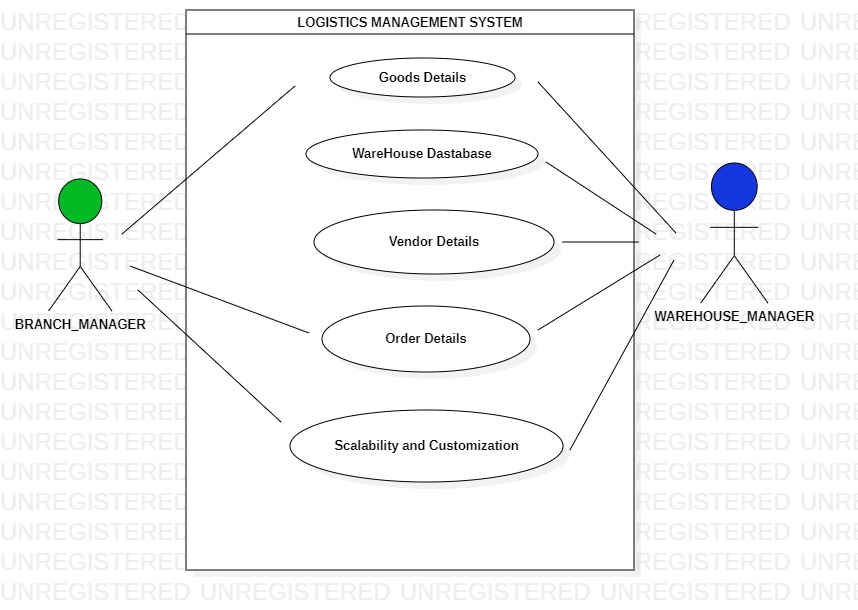 LOGISTICS MANAGEMENT SYSTEM
Goods Details
WareHouse Dastabase
Vendor Details
Order Details
Scalability and Customization
BRANCH_MANAGER
WAREHOUSE_MANAGER
UNREGISTERED UNREGISTERED UNREGISTERED UNREGISTERED